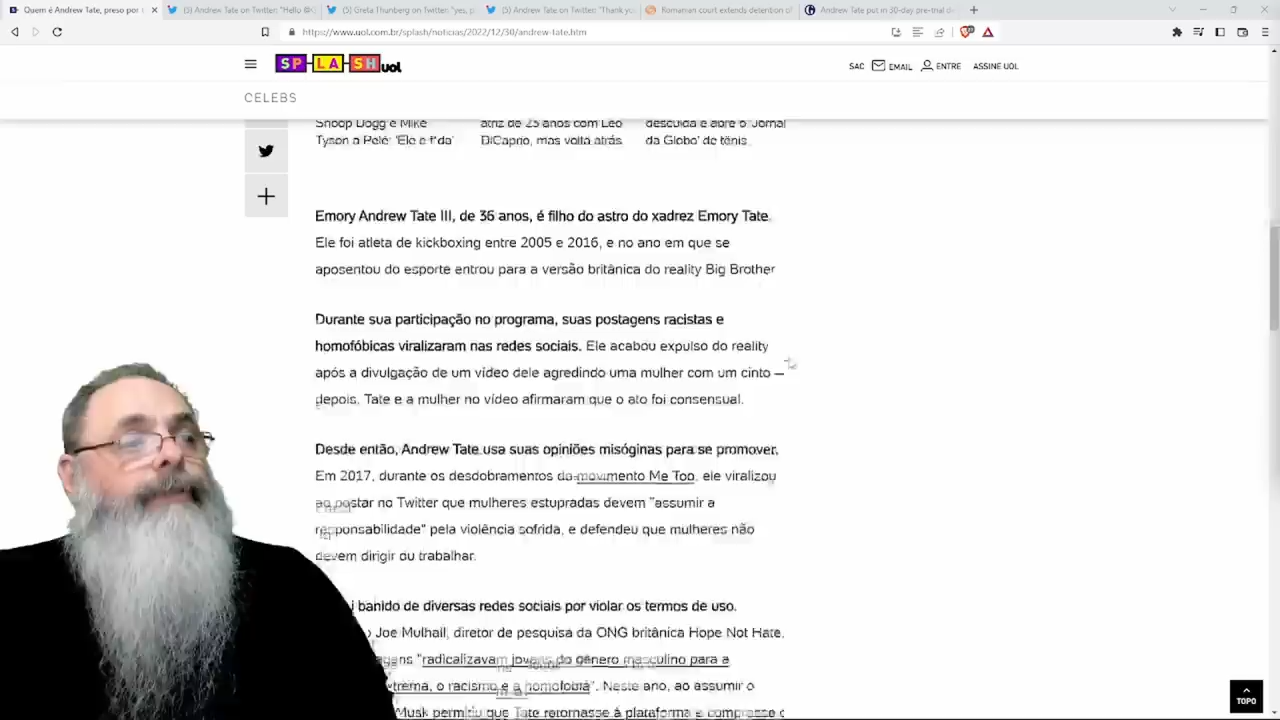 Quem é Andrew Tate, preso por
(5) Andrew Tate on Twitter: "Hello @G
(5) Greta Thunberg on Twitter: "yes, p
(5) Andrew Tate on Twitter: "Thank you
Romanian court extends detention of
Andrew Tate put in 30-day pre-trial d
https://www.uol.com.br/splash/noticias/2022/12/30/andrew-tate.htm
SPLASH uol
SAC EMAIL ENTRE ASSINE UOL
CELEBS
Snoop Dogg e Mike
Tyson a Pelé: 'Ele é f*da'
atriz de 23 anos com Leo
DiCaprio, mas volta atrás
descuida e abre o 'Jornal
da Globo' de tênis
Emory Andrew Tate III, de 36 anos, é filho do astro do xadrez Emory Tate.
Ele foi atleta de kickboxing entre 2005 e 2016, e no ano em que se
aposentou do esporte entrou para a versão britânica do reality Big Brother
Durante sua participação no programa, suas postagens racistas e
homofóbicas viralizaram nas redes sociais. Ele acabou expulso do reality
após a divulgação de um vídeo dele agredindo uma mulher com um cinto —
depois, Tate e a mulher no vídeo afirmaram que o ato foi consensual.
Desde então, Andrew Tate usa suas opiniões misóginas para se promover.
Em 2017, durante os desdobramentos do movimento Me Too, ele viralizou
ao postar no Twitter que mulheres estupradas devem "assumir a
responsabilidade" pela violência sofrida, e defendeu que mulheres não
devem dirigir ou trabalhar.
i banido de diversas redes sociais por violar os termos de uso.
Joe Mulhall, diretor de pesquisa da ONG britânica Hope Not Hate,
"radicalizavam jovens do gênero masculino para a
o racismo e a homofobia". Neste ano, ao assumir o
Musk permitiu que Tate retornasse à plataforma e
TOPO